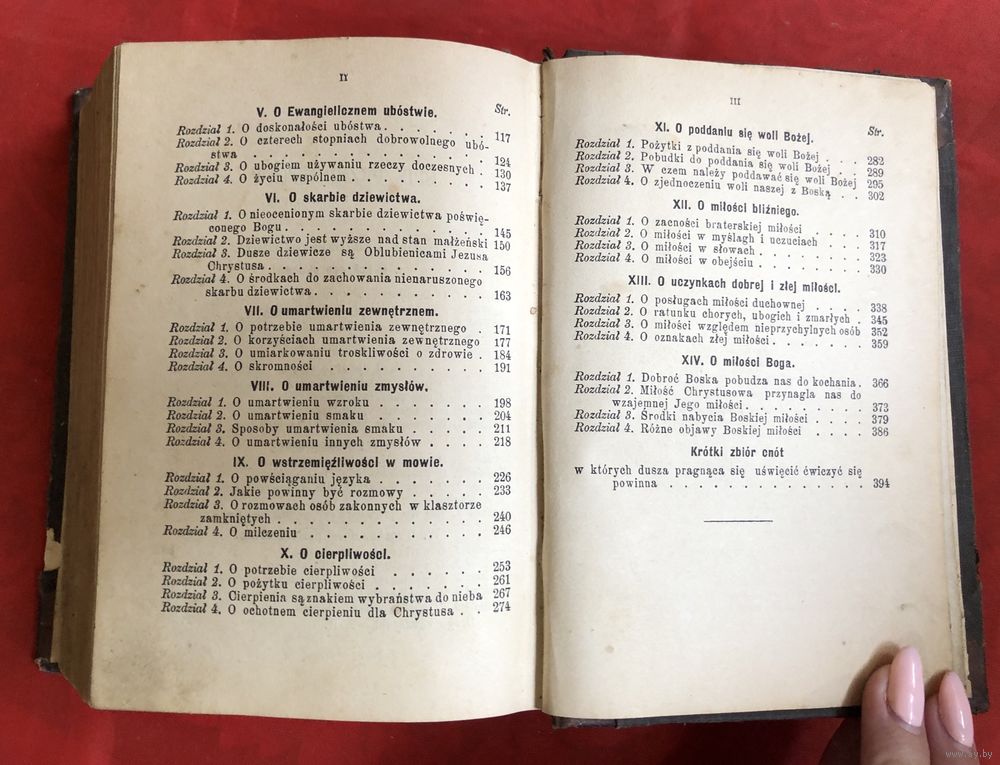 II
V. O Ewangielicznem ubóstwie. Str.
Rozdział 1. O doskonałości ubóstwa . . . . . . . 117
Rozdział 2. O czterech stopniach dobrowolnego ubó-
stwa . . . . . . . . . . . . . . 124
Rozdział 3. O ubogiem używaniu rzeczy doczesnych . 130
Rozdział 4. O życiu wspólnem . . . . . . . . 137
VI. O skarbie dziewictwa.
Rozdział 1. O nieocenionym skarbie dziewictwa poświę-
conego Bogu . . . . . . . . . . . . 145
Rozdział 2. Dziewictwo jest wyższe nad stan małżeński 150
Rozdział 3. Dusze dziewicze są Oblubienicami Jezusa
Chrystusa . . . . . . . . . . . . . 156
Rozdział 4. O środkach do zachowania nienaruszonego
skarbu dziewictwa . . . . . . . . . . 163
VII. O umartwieniu zewnętrznem.
Rozdział 1. O potrzebie umartwienia zewnętrznego . 171
Rozdział 2. O korzyściach umartwienia zewnętrznego 177
Rozdział 3. O umiarkowaniu troskliwości o zdrowie . 184
Rozdział 4. O skromności . . . . . . . . . 191
VIII. O umartwieniu zmysłów.
Rozdział 1. O umartwieniu wzroku . . . . . . . 198
Rozdział 2. O umartwieniu smaku . . . . . . . 204
Rozdział 3. Sposoby umartwienia smaku . . . . . 211
Rozdział 4. O umartwieniu innych zmysłów . . . . 218
IX. O wstrzemięźliwości w mowie.
Rozdział 1. O powściąganiu języka . . . . . . . 226
Rozdział 2. Jakie powinny być rozmowy . . . . . 233
Rozdział 3. O rozmowach osób zakonnych w klasztorze
zamkniętych . . . . . . . . . . . . 240
Rozdział 4. O milczeniu . . . . . . . . . . 246
X. O cierpliwości.
Rozdział 1. O potrzebie cierpliwości . . . . . . 253
Rozdział 2. O pożytku cierpliwości . . . . . . . 261
Rozdział 3. Cierpienia są znakiem wybraństwa do nieba 267
Rozdział 4. O ochotnem cierpieniu dla Chrystusa . . 274
III
XI. O poddaniu się woli Bożej. Str.
Rozdział 1. Pożytki z poddania się woli Bożej . . . 282
Rozdział 2. Pobudki do poddania się woli Bożej . . 289
Rozdział 3. W czem należy poddawać się woli Bożej 295
Rozdział 4. O zjednoczeniu woli naszej z Boską . . 302
XII. O miłości bliźniego.
Rozdział 1. O zacności braterskiej miłości . . . . 310
Rozdział 2. O miłości w myślach i uczuciach . . . 317
Rozdział 3. O miłości w słowach . . . . . . . . 323
Rozdział 4. O miłości w obejściu . . . . . . . 330
XIII. O uczynkach dobrej i złej miłości.
Rozdział 1. O posługach miłości duchownej . . . . 338
Rozdział 2. O ratunku chorych, ubogich i zmarłych . 345
Rozdział 3. O miłości względem nieprzychylnych osób 352
Rozdział 4. O oznakach złej miłości . . . . . . . 359
XIV. O miłości Boga.
Rozdział 1. Dobroć Boska pobudza nas do kochania . 366
Rozdział 2. Miłość Chrystusowa przynagla nas do
wzajemnej Jego miłości . . . . . . . . . 373
Rozdział 3. Środki nabycia Boskiej miłości . . . . 379
Rozdział 4. Różne objawy Boskiej miłości . . . . 386
Krótki zbiór cnót
w których dusza pragnąca się uświęcić ćwiczyć się
powinna . . . . . . . . . . . . . . 394
www.ay.by